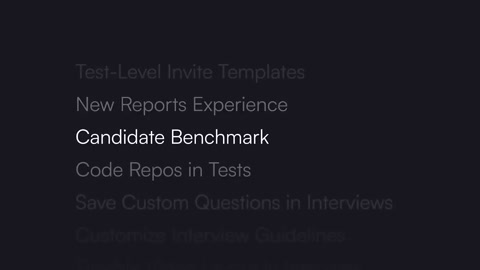 Test-Level Invite Templates
New Reports Experience
Candidate Benchmark
Code Repos in Tests
Save Custom Questions in Interviews
Customize Interview Guidelines